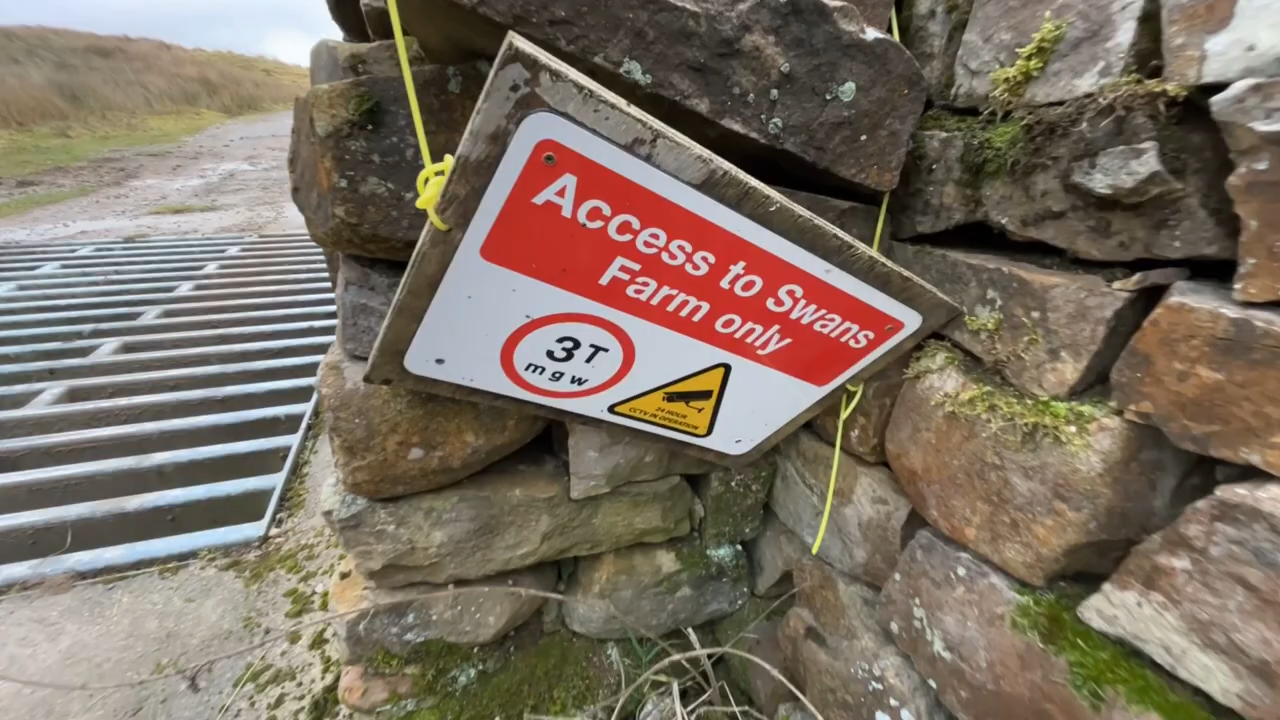 Access to Swans
Farm only
3T
mgw
24 HOUR
CCTV IN OPERATION